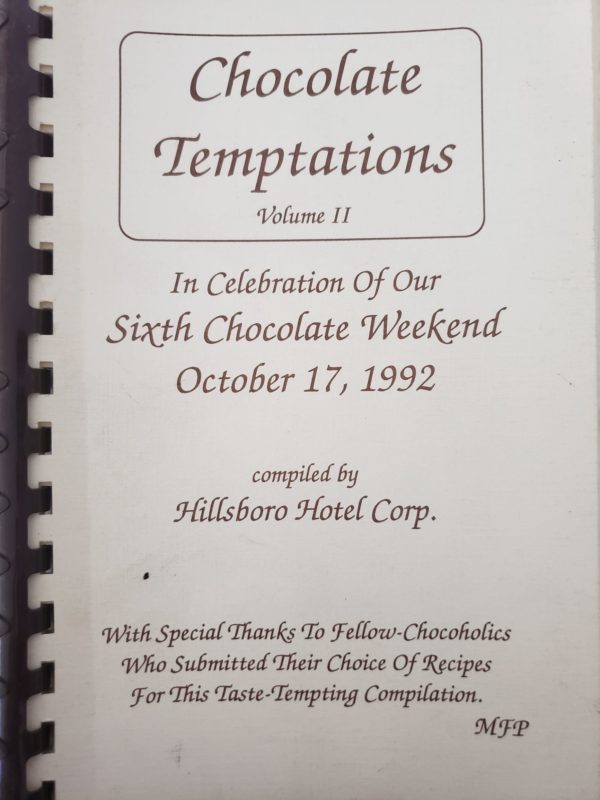 Chocolate
Temptations
Volume II
In Celebration Of Our
Sixth Chocolate Weekend
October 17, 1992
compiled by
Hillsboro Hotel Corp.
With Special Thanks To Fellow-Chocoholics
Who Submitted Their Choice Of Recipes
For This Taste-Tempting Compilation.
MFP